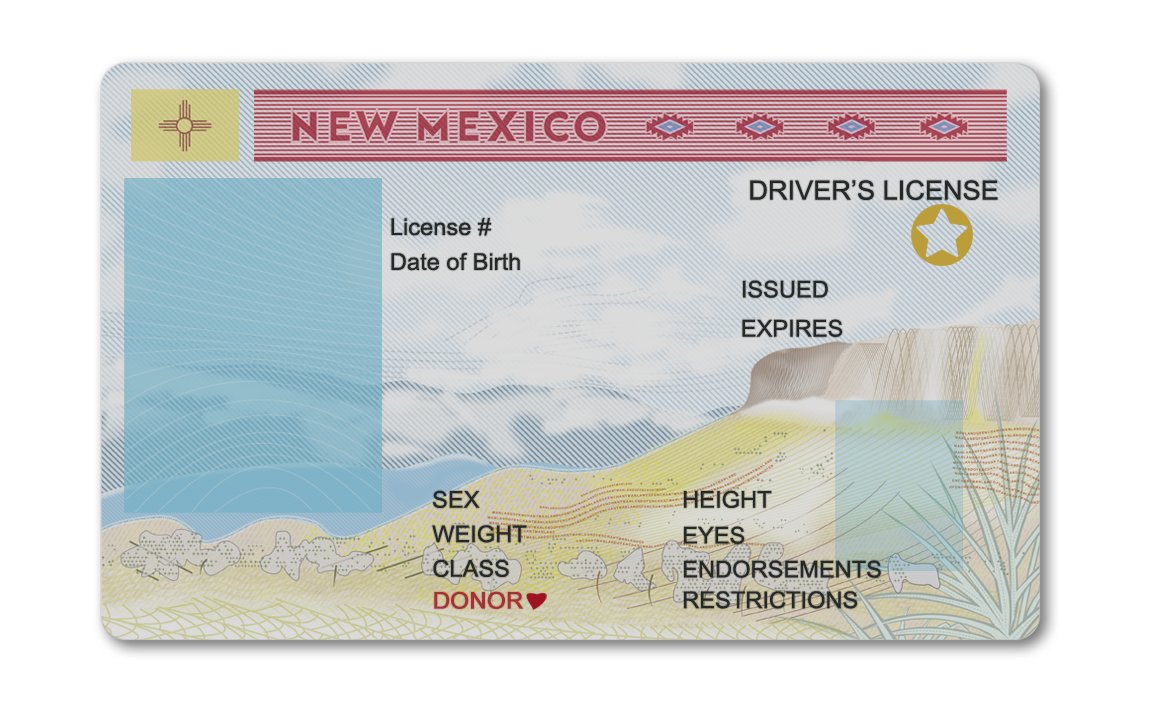 NEW MEXICO
DRIVER’S LICENSE
License #
Date of Birth
ISSUED
EXPIRES
SEX
HEIGHT
WEIGHT
EYES
CLASS
ENDORSEMENTS
DONOR
RESTRICTIONS